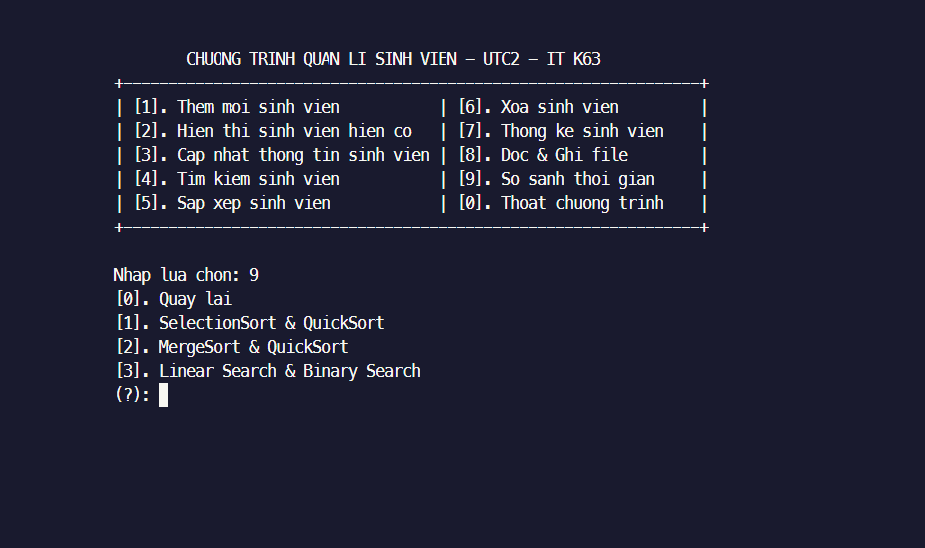 CHUONG TRINH QUAN LI SINH VIEN - UTC2 - IT K63
+----------------------------------------------------------------+
| [1]. Them moi sinh vien           | [6]. Xoa sinh vien         |
| [2]. Hien thi sinh vien hien co   | [7]. Thong ke sinh vien    |
| [3]. Cap nhat thong tin sinh vien | [8]. Doc & Ghi file        |
| [4]. Tim kiem sinh vien           | [9]. So sanh thoi gian     |
| [5]. Sap xep sinh vien            | [0]. Thoat chuong trinh    |
+----------------------------------------------------------------+
Nhap lua chon: 9
[0]. Quay lai
[1]. SelectionSort & QuickSort
[2]. MergeSort & QuickSort
[3]. Linear Search & Binary Search
(?):